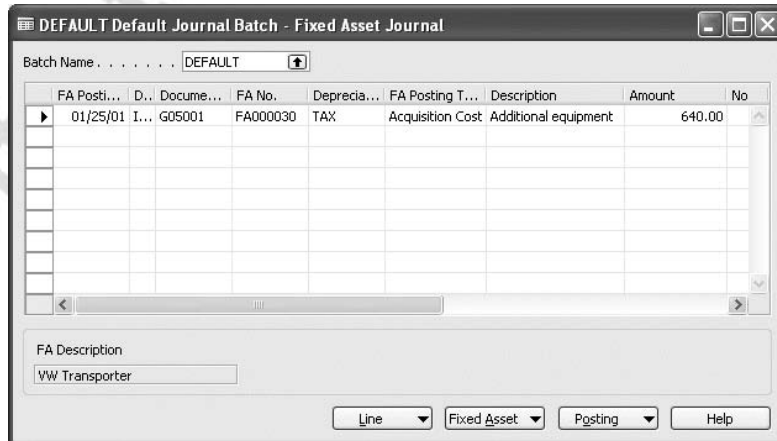 DEFAULT Default Journal Batch - Fixed Asset Journal
Batch Name . . . . . . . DEFAULT
FA Posti... D.. Docume... FA No. Deprecia... FA Posting T... Description Amount No
01/25/01 I... G05001 FA000030 TAX Acquisition Cost Additional equipment 640.00
FA Description
VW Transporter
Line Fixed Asset Posting Help